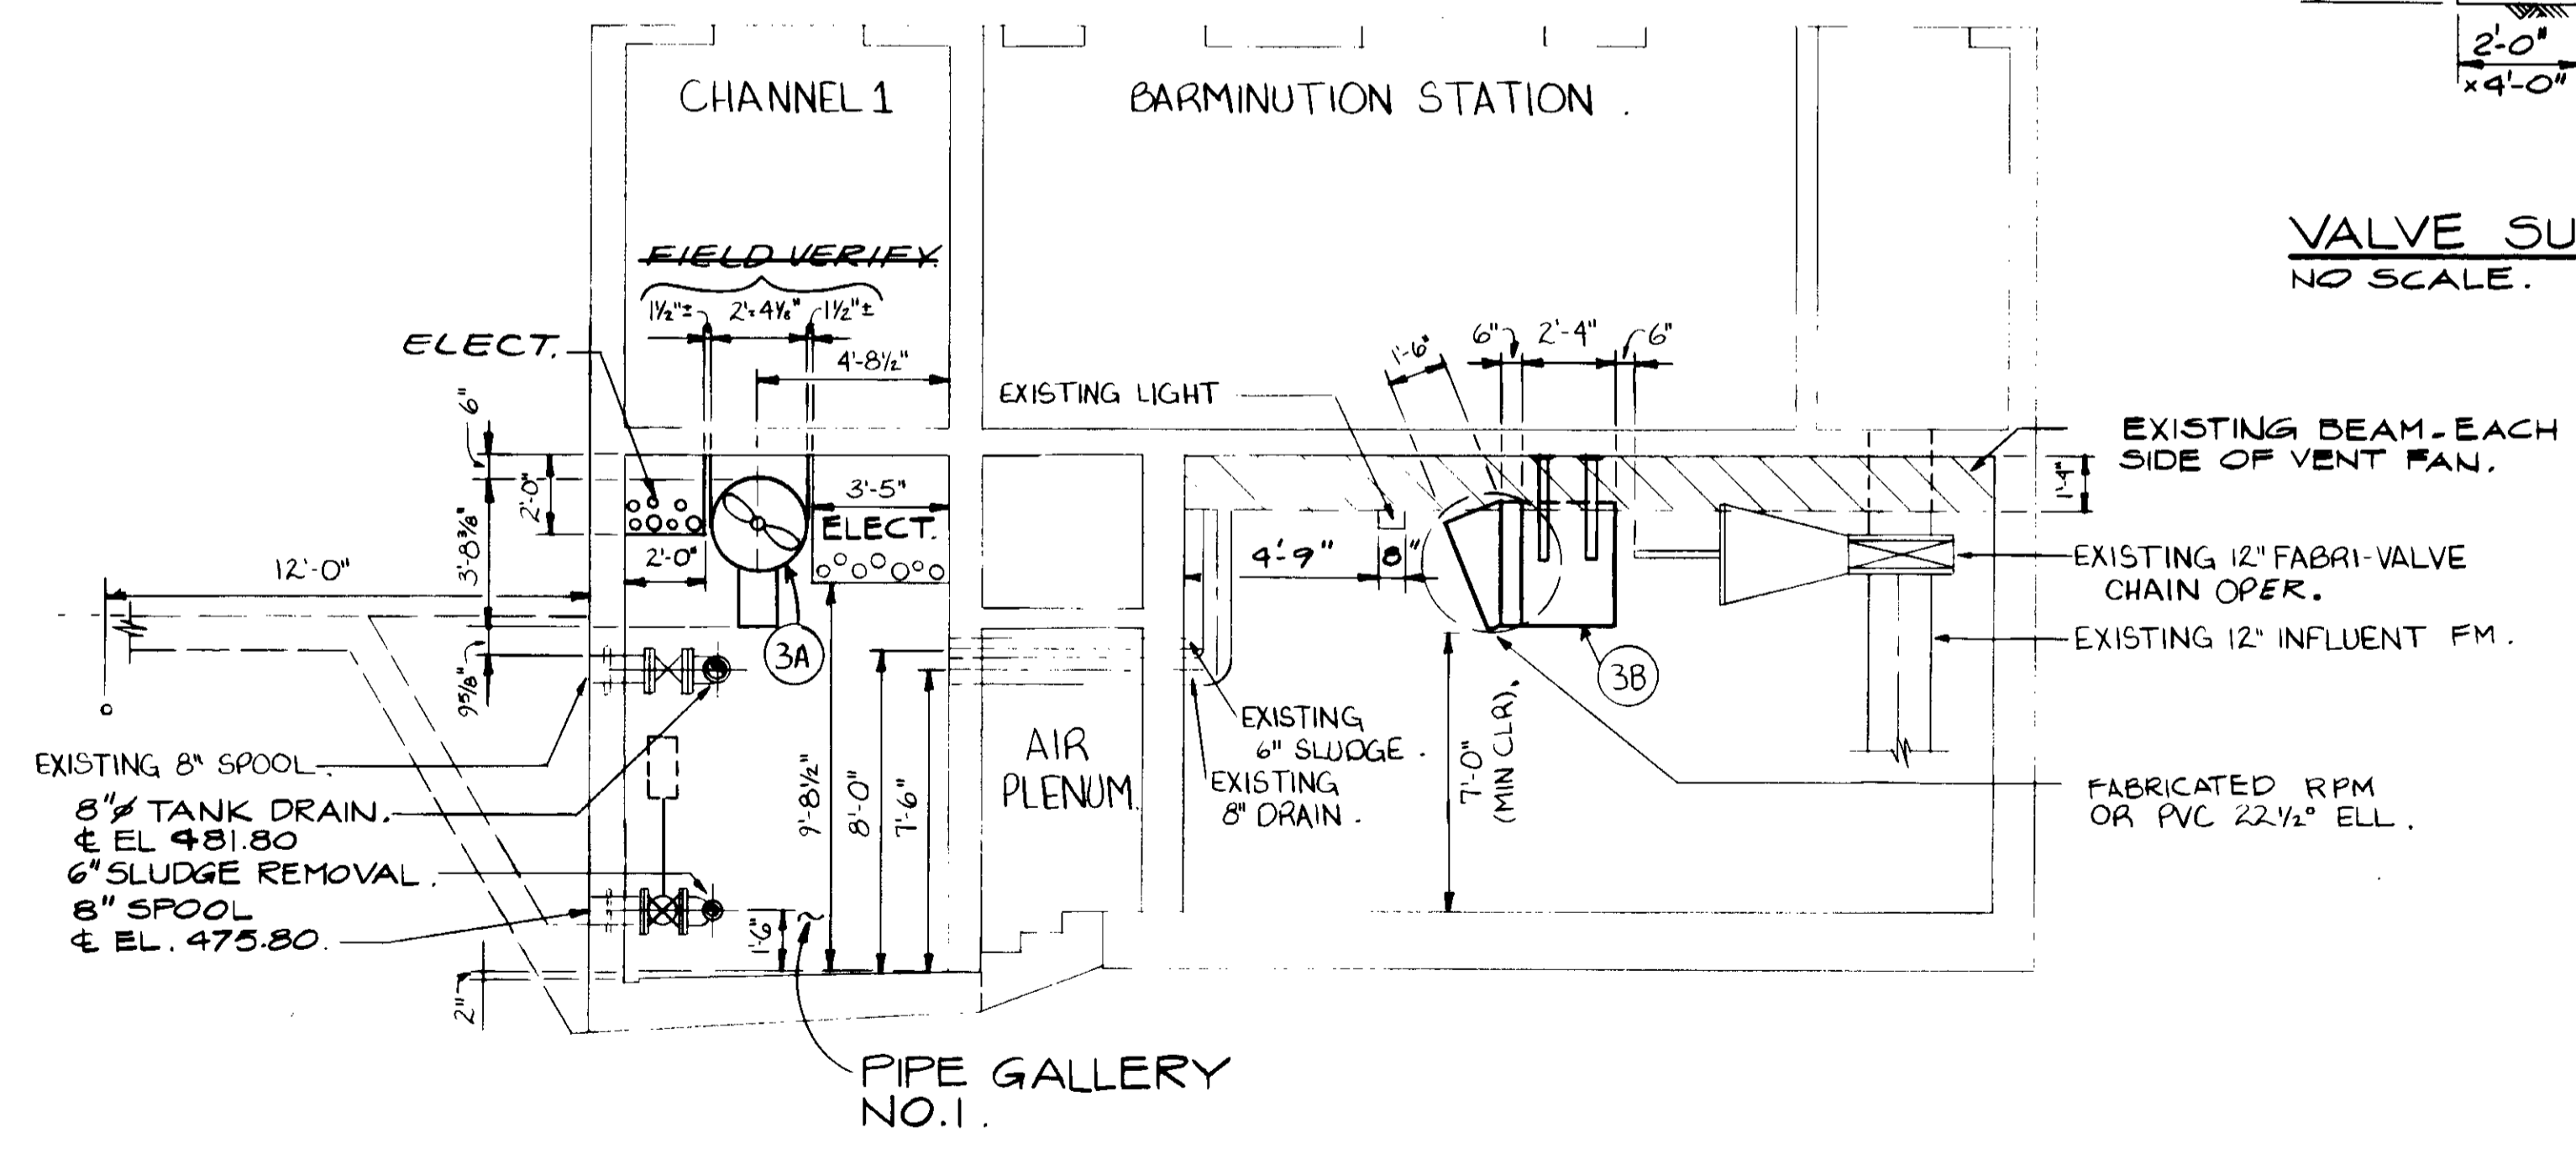 2'-0"
x4'-0"
CHANNEL 1
BARMINUTION STATION .
VALVE SU
NO SCALE.
FIELD VERIFY.
1½"±
2'-4⅛"
1½"±
4'-8½"
ELECT.
6"
2'-0"
3'-8⅜"
9⅝"
12'-0"
2'-0"
3'-5"
ELECT.
3A
EXISTING LIGHT
1'-6"
6"
2'-4"
6"
4'-9"
8"
EXISTING BEAM-EACH
SIDE OF VENT FAN.
1'-4"
EXISTING 12" FABRI-VALVE
CHAIN OPER.
EXISTING 12" INFLUENT FM.
3B
7'-0"
(MIN CLR).
FABRICATED RPM
OR PVC 22½° ELL.
EXISTING
6" SLUDGE.
EXISTING
8" DRAIN.
AIR
PLENUM.
9'-8½"
8'-0"
7'-6"
1'-6"
2"
EXISTING 8" SPOOL.
8"ø TANK DRAIN.
℄ EL 481.80
6" SLUDGE REMOVAL.
8" SPOOL
℄ EL. 475.80.
PIPE GALLERY
NO.1.